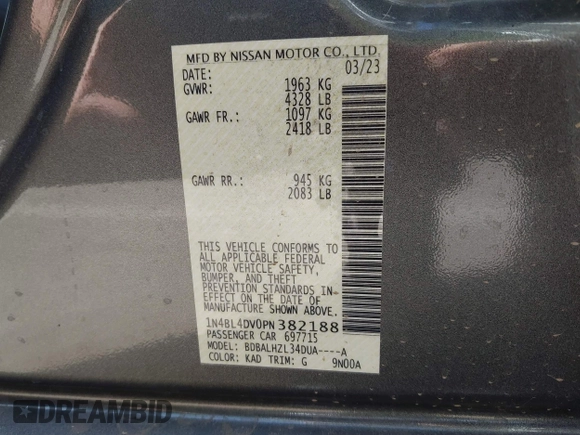 MFD BY NISSAN MOTOR CO., LTD.
DATE: 03/23
GVWR: 1963 KG
4328 LB
GAWR FR.: 1097 KG
2418 LB
GAWR RR.: 945 KG
2083 LB
THIS VEHICLE CONFORMS TO
ALL APPLICABLE FEDERAL
MOTOR VEHICLE SAFETY,
BUMPER, AND THEFT
PREVENTION STANDARDS IN
EFFECT ON THE DATE OF
MANUFACTURE SHOWN ABOVE.
1N4BL4DV0PN382188
PASSENGER CAR 697715
MODEL: BDBALHZL34DUA----A
COLOR: KAD TRIM: G 9N00A
DREAMBID